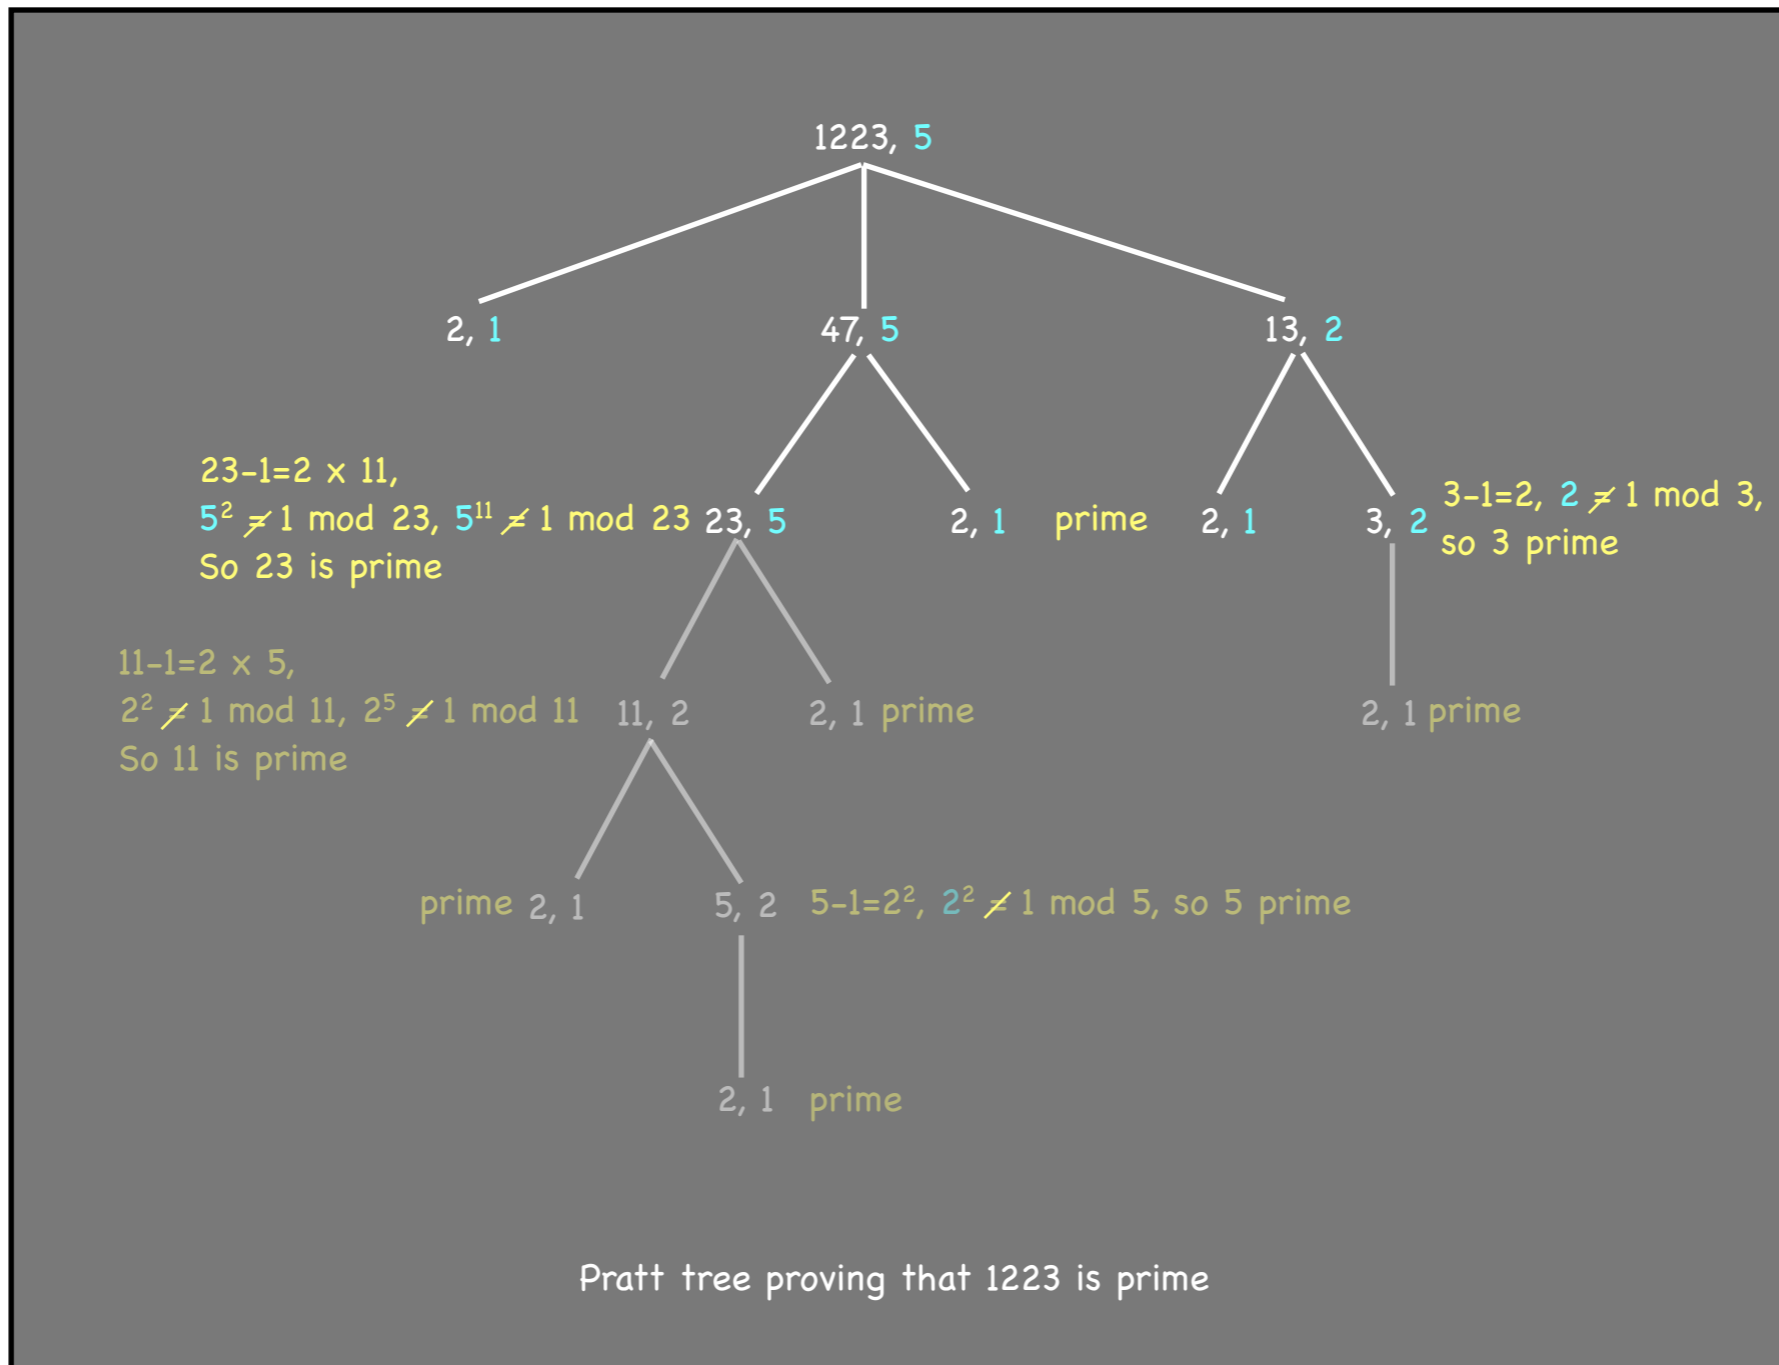 1223, 5
2, 1
47, 5
13, 2
23-1=2 x 11,
5² ≠ 1 mod 23, 5¹¹ ≠ 1 mod 23
So 23 is prime
23, 5
2, 1 prime
2, 1
3, 2
3-1=2, 2 ≠ 1 mod 3,
so 3 prime
11-1=2 x 5,
2² ≠ 1 mod 11, 2⁵ ≠ 1 mod 11
So 11 is prime
11, 2
2, 1 prime
2, 1 prime
prime 2, 1
5, 2
5-1=2², 2² ≠ 1 mod 5, so 5 prime
2, 1 prime
Pratt tree proving that 1223 is prime